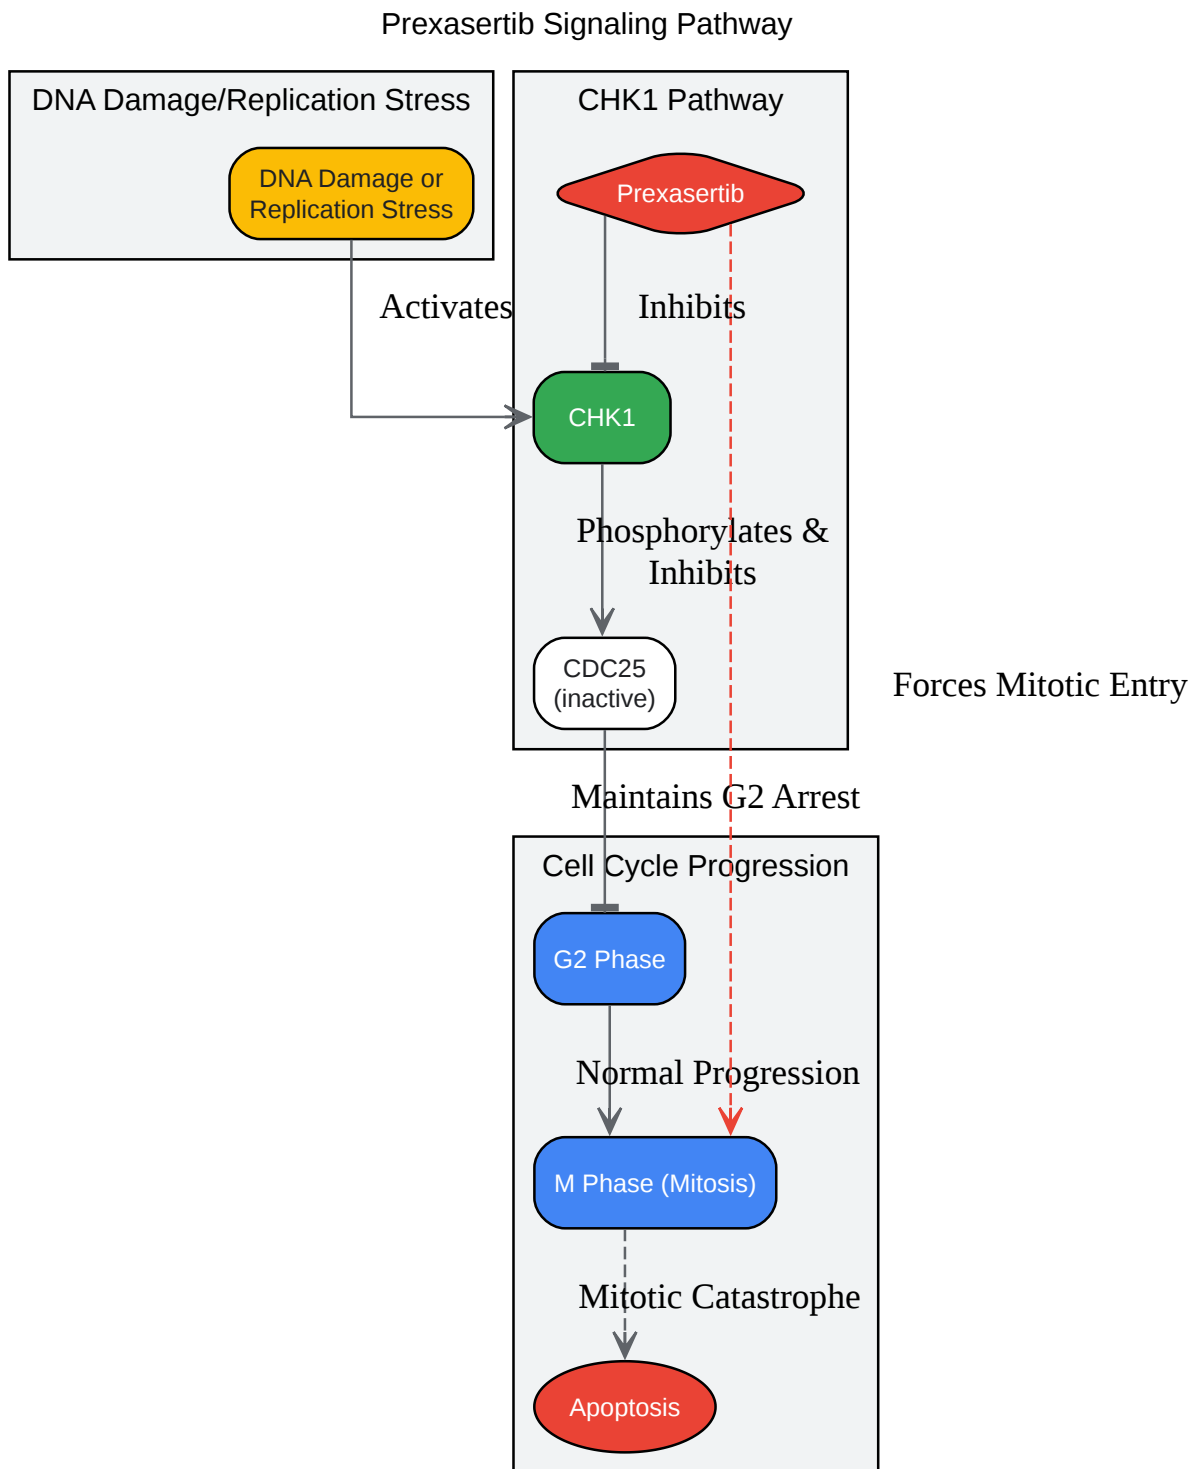 Prexasertib Signaling Pathway
DNA Damage/Replication Stress
CHK1 Pathway
DNA Damage or
Replication Stress
Prexasertib
Activates
Inhibits
CHK1
Phosphorylates &
Inhibits
CDC25
(inactive)
Forces Mitotic Entry
Maintains G2 Arrest
Cell Cycle Progression
G2 Phase
Normal Progression
M Phase (Mitosis)
Mitotic Catastrophe
Apoptosis